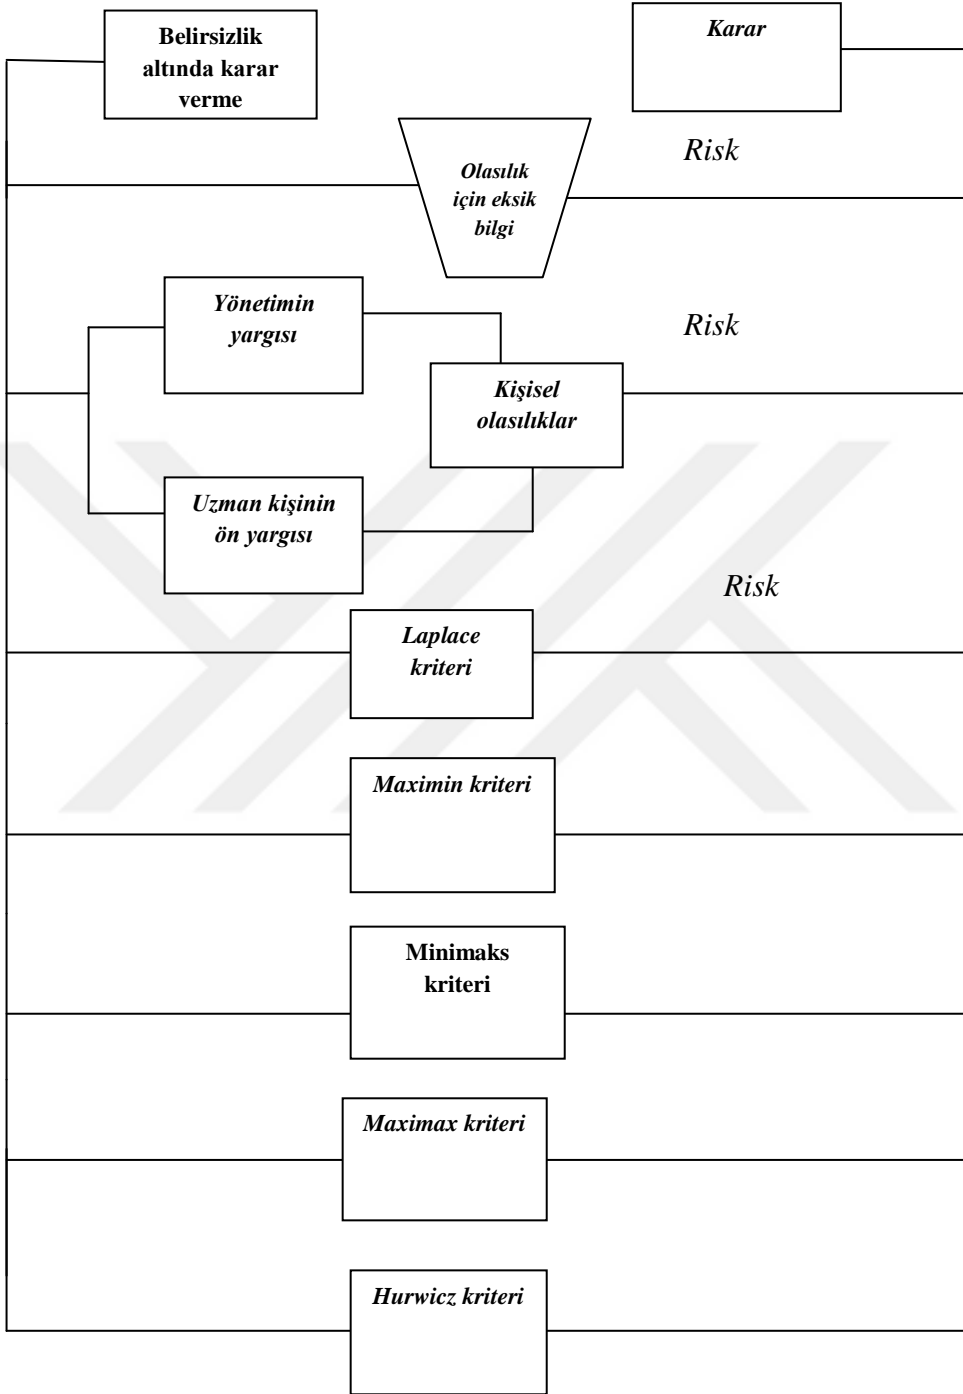 Belirsizlik
altında karar
verme
Karar
Risk
Olasılık
için eksik
bilgi
Yönetimin
yargısı
Risk
Kişisel
olasılıklar
Uzman kişinin
ön yargısı
Risk
Laplace
kriteri
Maximin kriteri
Minimaks
kriteri
Maximax kriteri
Hurwicz kriteri